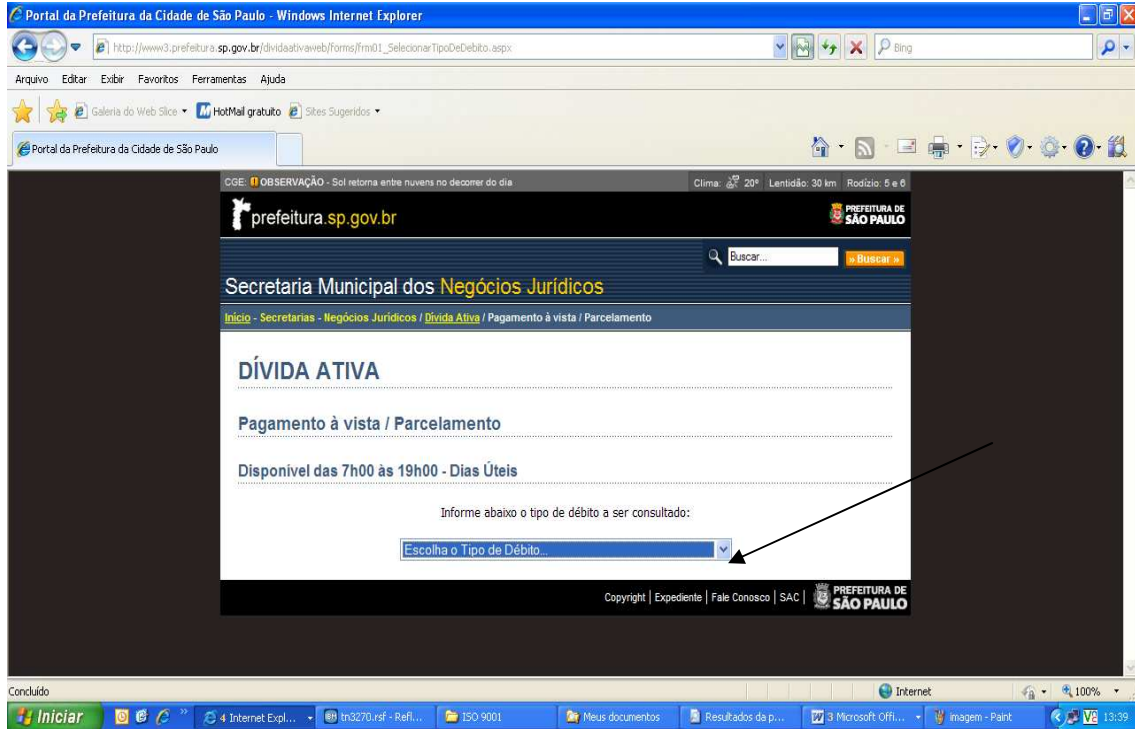 Portal da Prefeitura da Cidade de São Paulo - Windows Internet Explorer
http://www3.prefeitura.sp.gov.br/dividaativaweb/forms/frm01_SelecionarTipoDeDebito.aspx
Bing
Arquivo Editar Exibir Favoritos Ferramentas Ajuda
Galeria do Web Slice HotMail gratuito Sites Sugeridos
Portal da Prefeitura da Cidade de São Paulo
CGE: OBSERVAÇÃO - Sol retorna entre nuvens no decorrer do dia Clima: 20º Lentidão: 30 km Rodízio: 5 e 6
prefeitura.sp.gov.br PREFEITURA DE
SÃO PAULO
Buscar... » Buscar »
Secretaria Municipal dos Negócios Jurídicos
Início - Secretarias - Negócios Jurídicos / Dívida Ativa / Pagamento à vista / Parcelamento
DÍVIDA ATIVA
Pagamento à vista / Parcelamento
Disponível das 7h00 às 19h00 - Dias Úteis
Informe abaixo o tipo de débito a ser consultado:
Escolha o Tipo de Débito...
Copyright | Expediente | Fale Conosco | SAC | PREFEITURA DE
SÃO PAULO
Concluído Internet 100%
Iniciar 4 Internet Expl... tn3270.rsf - Refl... ISO 9001 Meus documentos Resultados da p... 3 Microsoft Offi... imagem - Paint 13:39